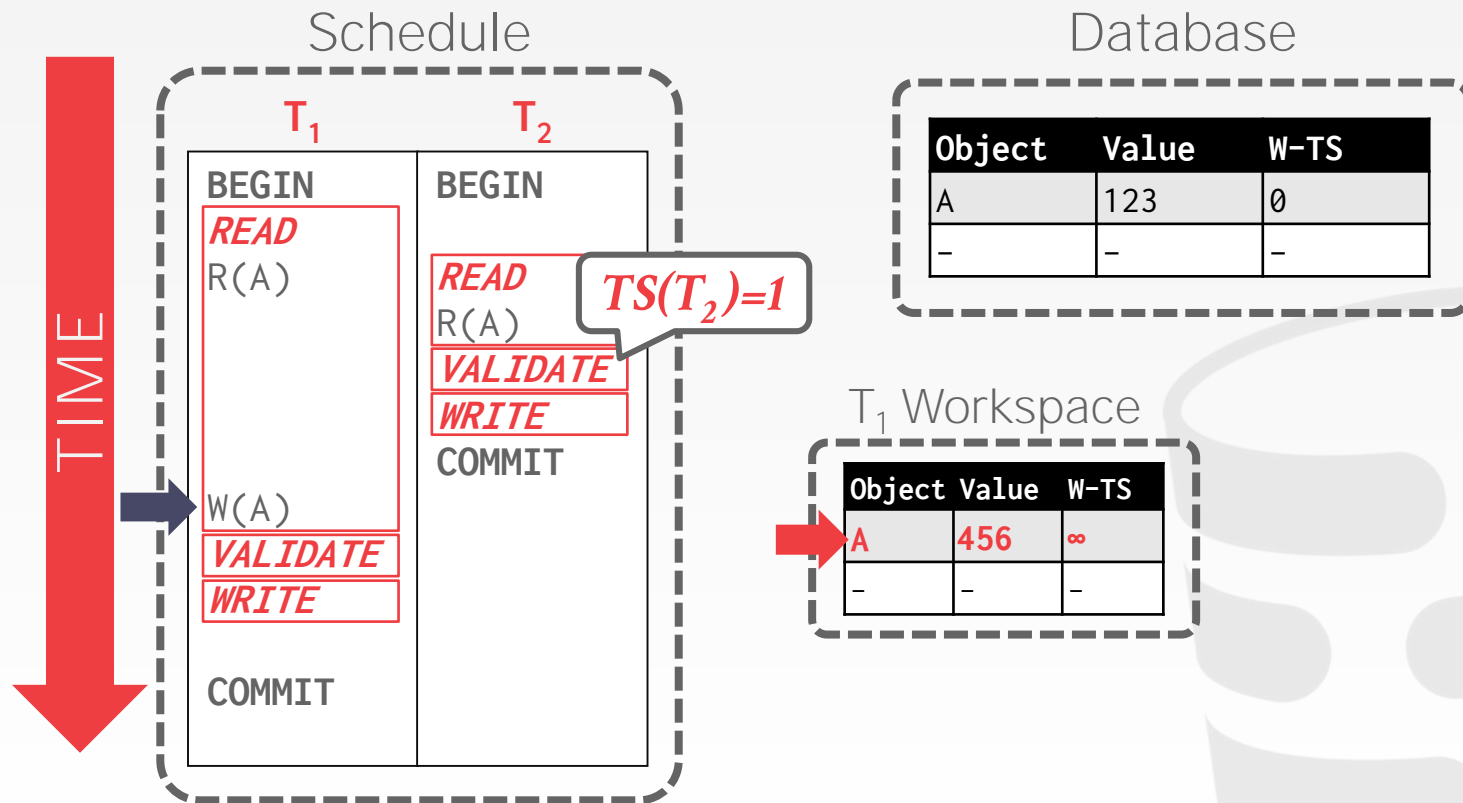 Schedule
TIME
T₁ T₂
BEGIN BEGIN
READ
R(A) READ
R(A)
VALIDATE
WRITE
COMMIT
W(A)
VALIDATE
WRITE
COMMIT
TS(T₂)=1
Database
Object Value W-TS
A 123 0
– – –
T₁ Workspace
Object Value W-TS
A 456 ∞
– – –